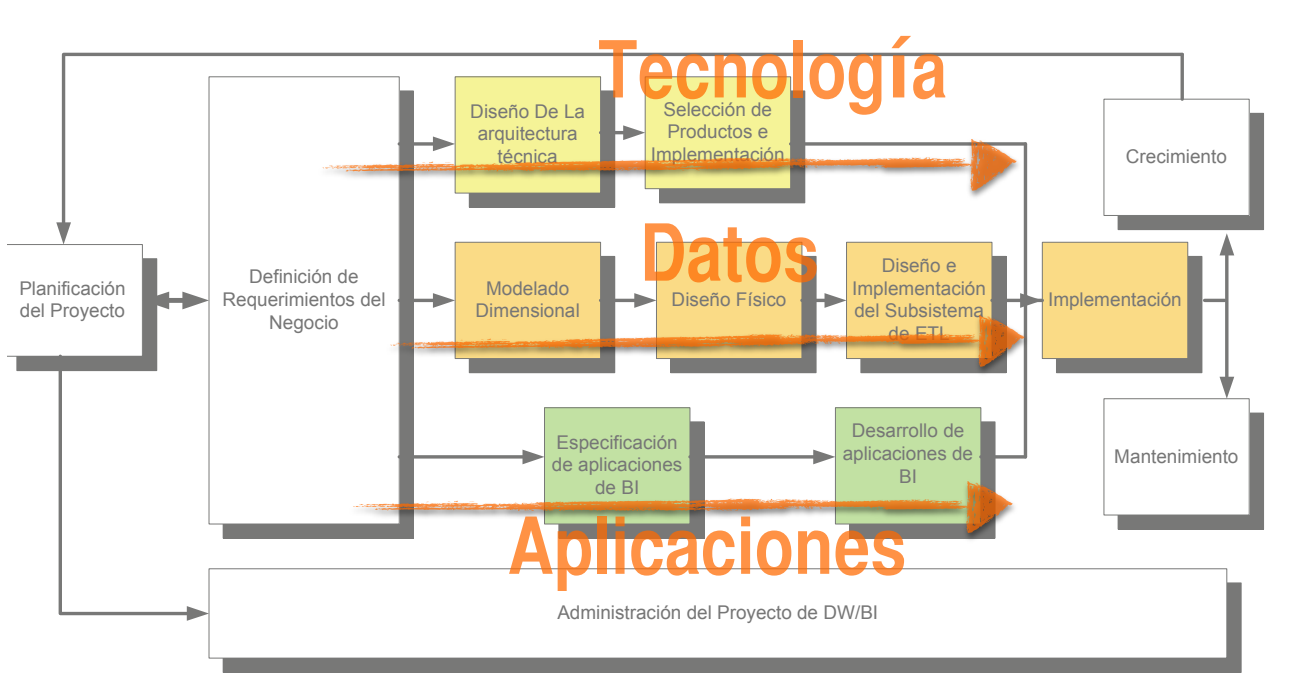 Tecnología
Diseño De La
arquitectura
técnica
Selección de
Productos e
Implementación
Crecimiento
Datos
Planificación
del Proyecto
Definición de
Requerimientos del
Negocio
Modelado
Dimensional
Diseño Físico
Diseño e
Implementación
del Subsistema
de ETL
Implementación
Especificación
de aplicaciones
de BI
Desarrollo de
aplicaciones de
BI
Mantenimiento
Aplicaciones
Administración del Proyecto de DW/BI